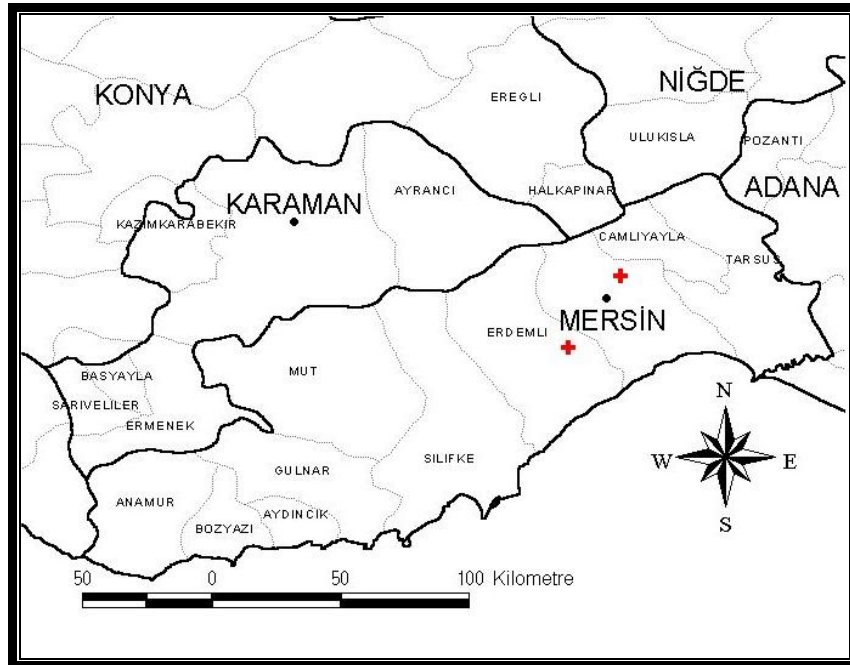 NİĞDE
KONYA
EREGLI
ULUKISLA
POZANTI
HALKAPINAR
ADANA
AYRANCI
KARAMAN
KAZIMKARABEKIR
CAMLIYAYLA
TARSUS
MERSİN
ERDEMLI
MUT
BASYAYLA
SARIVELILER
ERMENEK
N
W
E
S
SILIFKE
GULNAR
ANAMUR
AYDINCIK
BOZYAZI
50 0 50 100 Kilometre